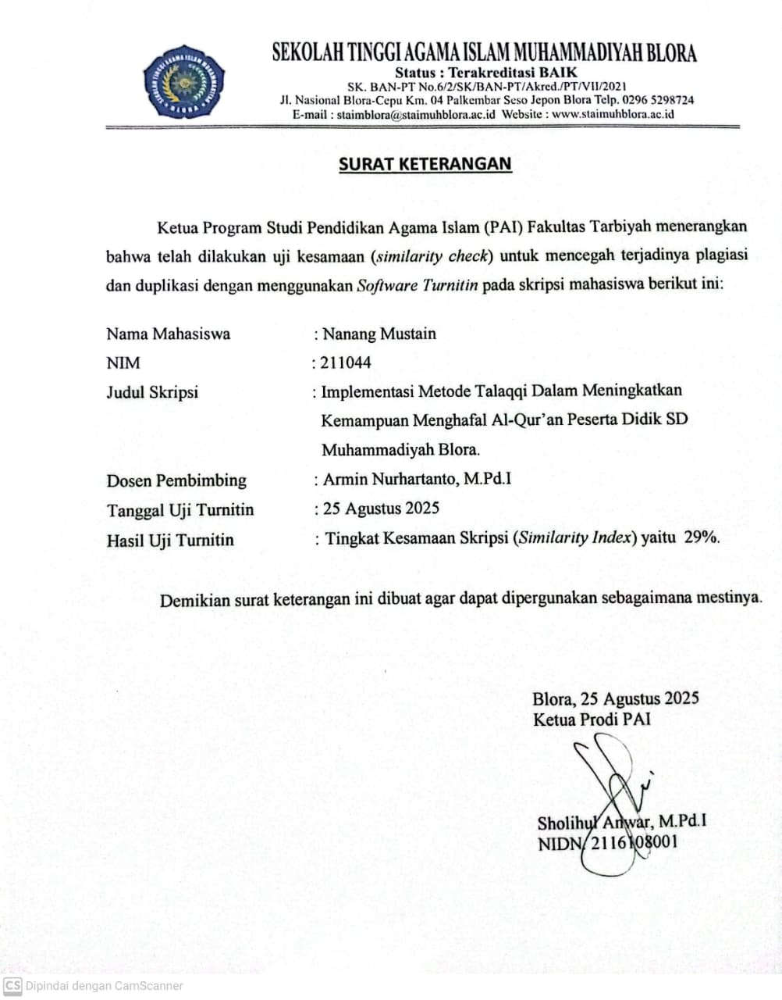 SEKOLAH TINGGI AGAMA ISLAM MUHAMMADIYAH BLORA
Status : Terakreditasi BAIK
SK. BAN-PT No.6/2/SK/BAN-PT/Akred./PT/VII/2021
Jl. Nasional Blora-Cepu Km. 04 Palkembar Seso Jepon Blora Telp. 0296 5298724
E-mail : staimblora@staimuhblora.ac.id Website : www.staimuhblora.ac.id
SEKOLAH TINGGI AGAMA ISLAM MUHAMMADIYAH
BLORA
SURAT KETERANGAN
Ketua Program Studi Pendidikan Agama Islam (PAI) Fakultas Tarbiyah menerangkan
bahwa telah dilakukan uji kesamaan (similarity check) untuk mencegah terjadinya plagiasi
dan duplikasi dengan menggunakan Software Turnitin pada skripsi mahasiswa berikut ini:
Nama Mahasiswa : Nanang Mustain
NIM : 211044
Judul Skripsi : Implementasi Metode Talaqqi Dalam Meningkatkan
Kemampuan Menghafal Al-Qur’an Peserta Didik SD
Muhammadiyah Blora.
Dosen Pembimbing : Armin Nurhartanto, M.Pd.I
Tanggal Uji Turnitin : 25 Agustus 2025
Hasil Uji Turnitin : Tingkat Kesamaan Skripsi (Similarity Index) yaitu 29%.
Demikian surat keterangan ini dibuat agar dapat dipergunakan sebagaimana mestinya.
Blora, 25 Agustus 2025
Ketua Prodi PAI
Sholihul Anwar, M.Pd.I
NIDN. 2116108001
CS Dipindai dengan CamScanner